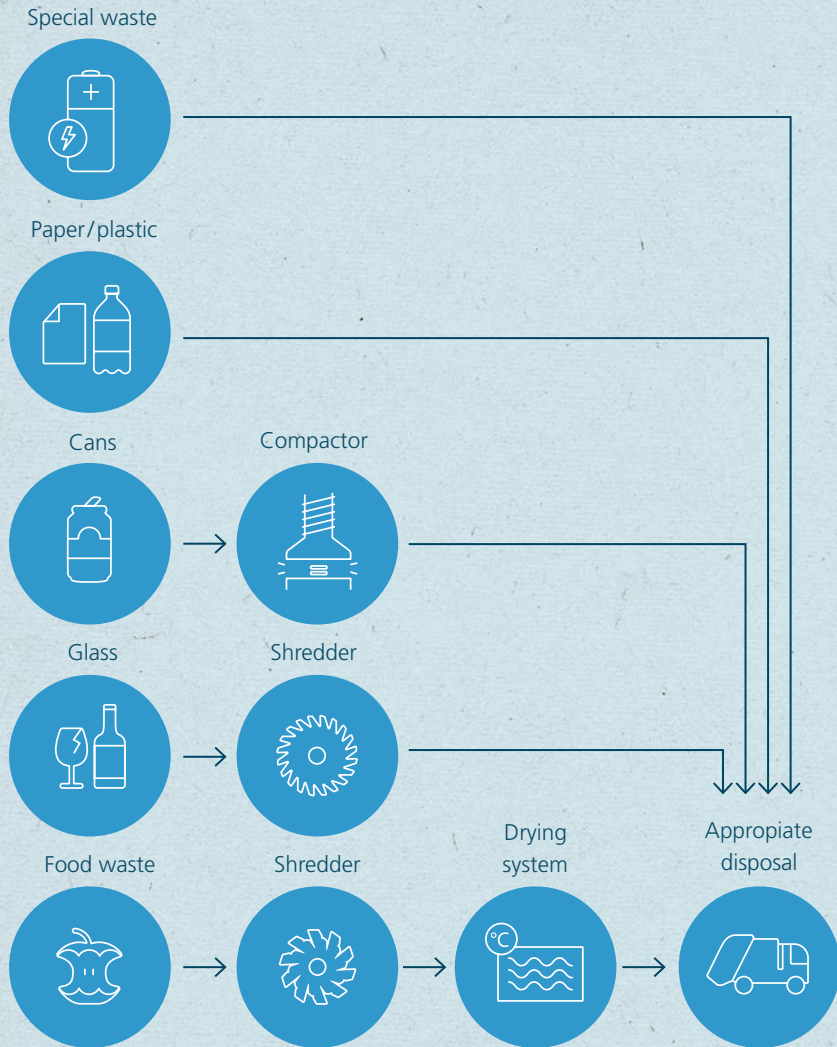 Special waste
Paper/plastic
Cans
Compactor
Glass
Shredder
Food waste
Shredder
Drying
system
Appropiate
disposal
°C